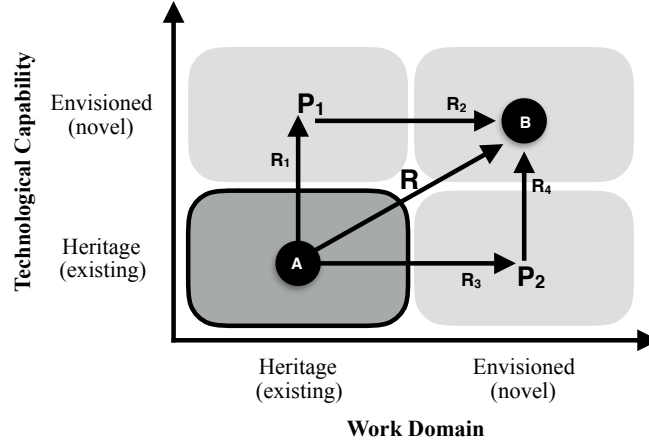 Technological Capability
Envisioned
(novel)
Heritage
(existing)
P1
R2
B
R1
R
R4
A
R3
P2
Heritage
(existing)
Envisioned
(novel)
Work Domain